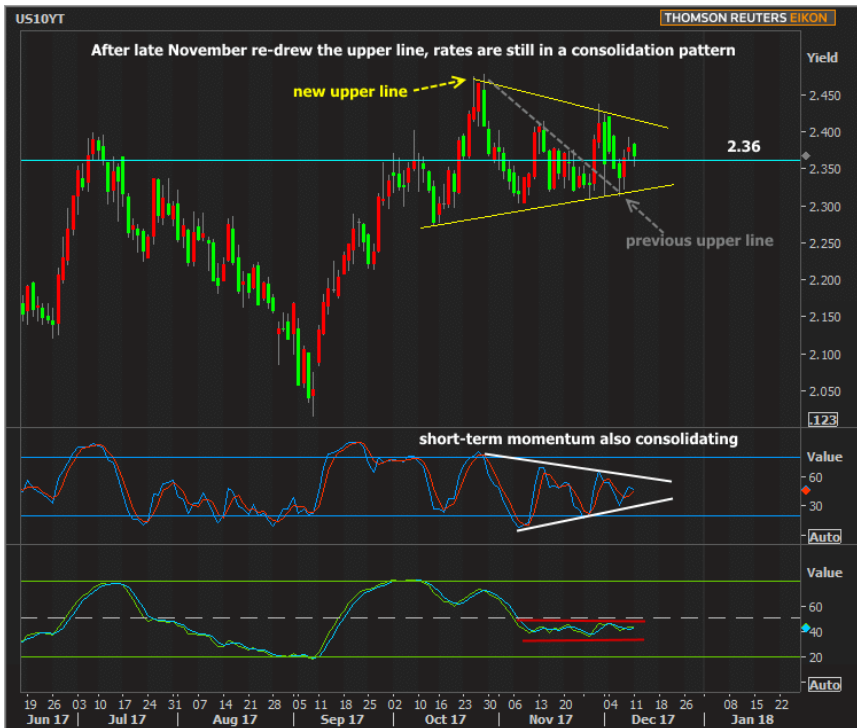 US10YT
THOMSON REUTERS EIKON
After late November re-drew the upper line, rates are still in a consolidation pattern
Yield
new upper line
2.450
2.400
2.36
2.350
2.300
previous upper line
2.250
2.200
2.150
2.100
2.050
.123
short-term momentum also consolidating
Value
60
30
Auto
Value
60
40
20
Auto
19 26 03 10 17 24 31 07 14 21 28 05 11 18 25 02 09 16 23 30 06 13 20 04 11 18 26 08 15 22
Jun 17 Jul 17 Aug 17 Sep 17 Oct 17 Nov 17 Dec 17 Jan 18